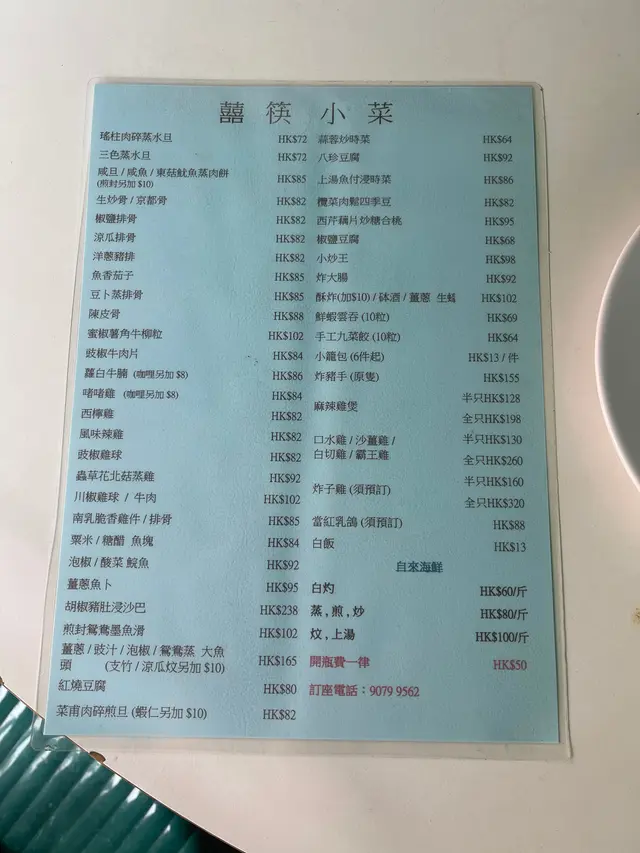 囍筷小菜
瑤柱肉碎蒸水旦 HK$72
三色蒸水旦 HK$72
咸旦 / 咸魚 / 東菇魷魚蒸肉餅 HK$85
(煎封另加 $10)
生炒骨 / 京都骨 HK$82
椒鹽排骨 HK$82
涼瓜排骨 HK$82
洋蔥豬排 HK$82
魚香茄子 HK$85
豆卜蒸排骨 HK$85
陳皮骨 HK$88
蜜椒薯角牛柳粒 HK$102
豉椒牛肉片 HK$84
蘿白牛腩 (咖喱另加 $8) HK$86
啫啫雞 (咖喱另加 $8) HK$84
西檸雞 HK$82
風味辣雞 HK$82
豉椒雞球 HK$82
蟲草花北菇蒸雞 HK$92
川椒雞球 / 牛肉 HK$102
南乳脆香雞件 / 排骨 HK$85
粟米 / 糖醋 魚塊 HK$84
泡椒 / 酸菜 鯇魚 HK$92
薑蔥魚卜 HK$95
胡椒豬肚浸沙巴 HK$238
煎封鴛鴦墨魚滑 HK$102
薑蔥 / 豉汁 / 泡椒 / 鴛鴦蒸 大魚
頭 (支竹 / 涼瓜炆另加 $10) HK$165
紅燒豆腐 HK$80
菜甫肉碎煎旦 (蝦仁另加 $10) HK$82
蒜蓉炒時菜 HK$64
八珍豆腐 HK$92
上湯魚付浸時菜 HK$86
欖菜肉鬆四季豆 HK$82
西芹藕片炒糖合桃 HK$95
椒鹽豆腐 HK$68
小炒王 HK$98
炸大腸 HK$92
酥炸(加$10) / 砵酒 / 薑蔥 生蠔 HK$102
鮮蝦雲吞 (10粒) HK$69
手工九菜餃 (10粒) HK$64
小籠包 (6件起) HK$13 / 件
炸豬手 (原隻) HK$155
麻辣雞煲 半只HK$128
全只HK$198
口水雞 / 沙薑雞 / 半只HK$130
白切雞 / 霸王雞 全只HK$260
炸子雞 (須預訂) 半只HK$160
全只HK$320
當紅乳鴿 (須預訂) HK$88
白飯 HK$13
自來海鮮
白灼 HK$60/斤
蒸 , 煎 , 炒 HK$80/斤
炆 , 上湯 HK$100/斤
開瓶費一律 HK$50
訂座電話：9079 9562